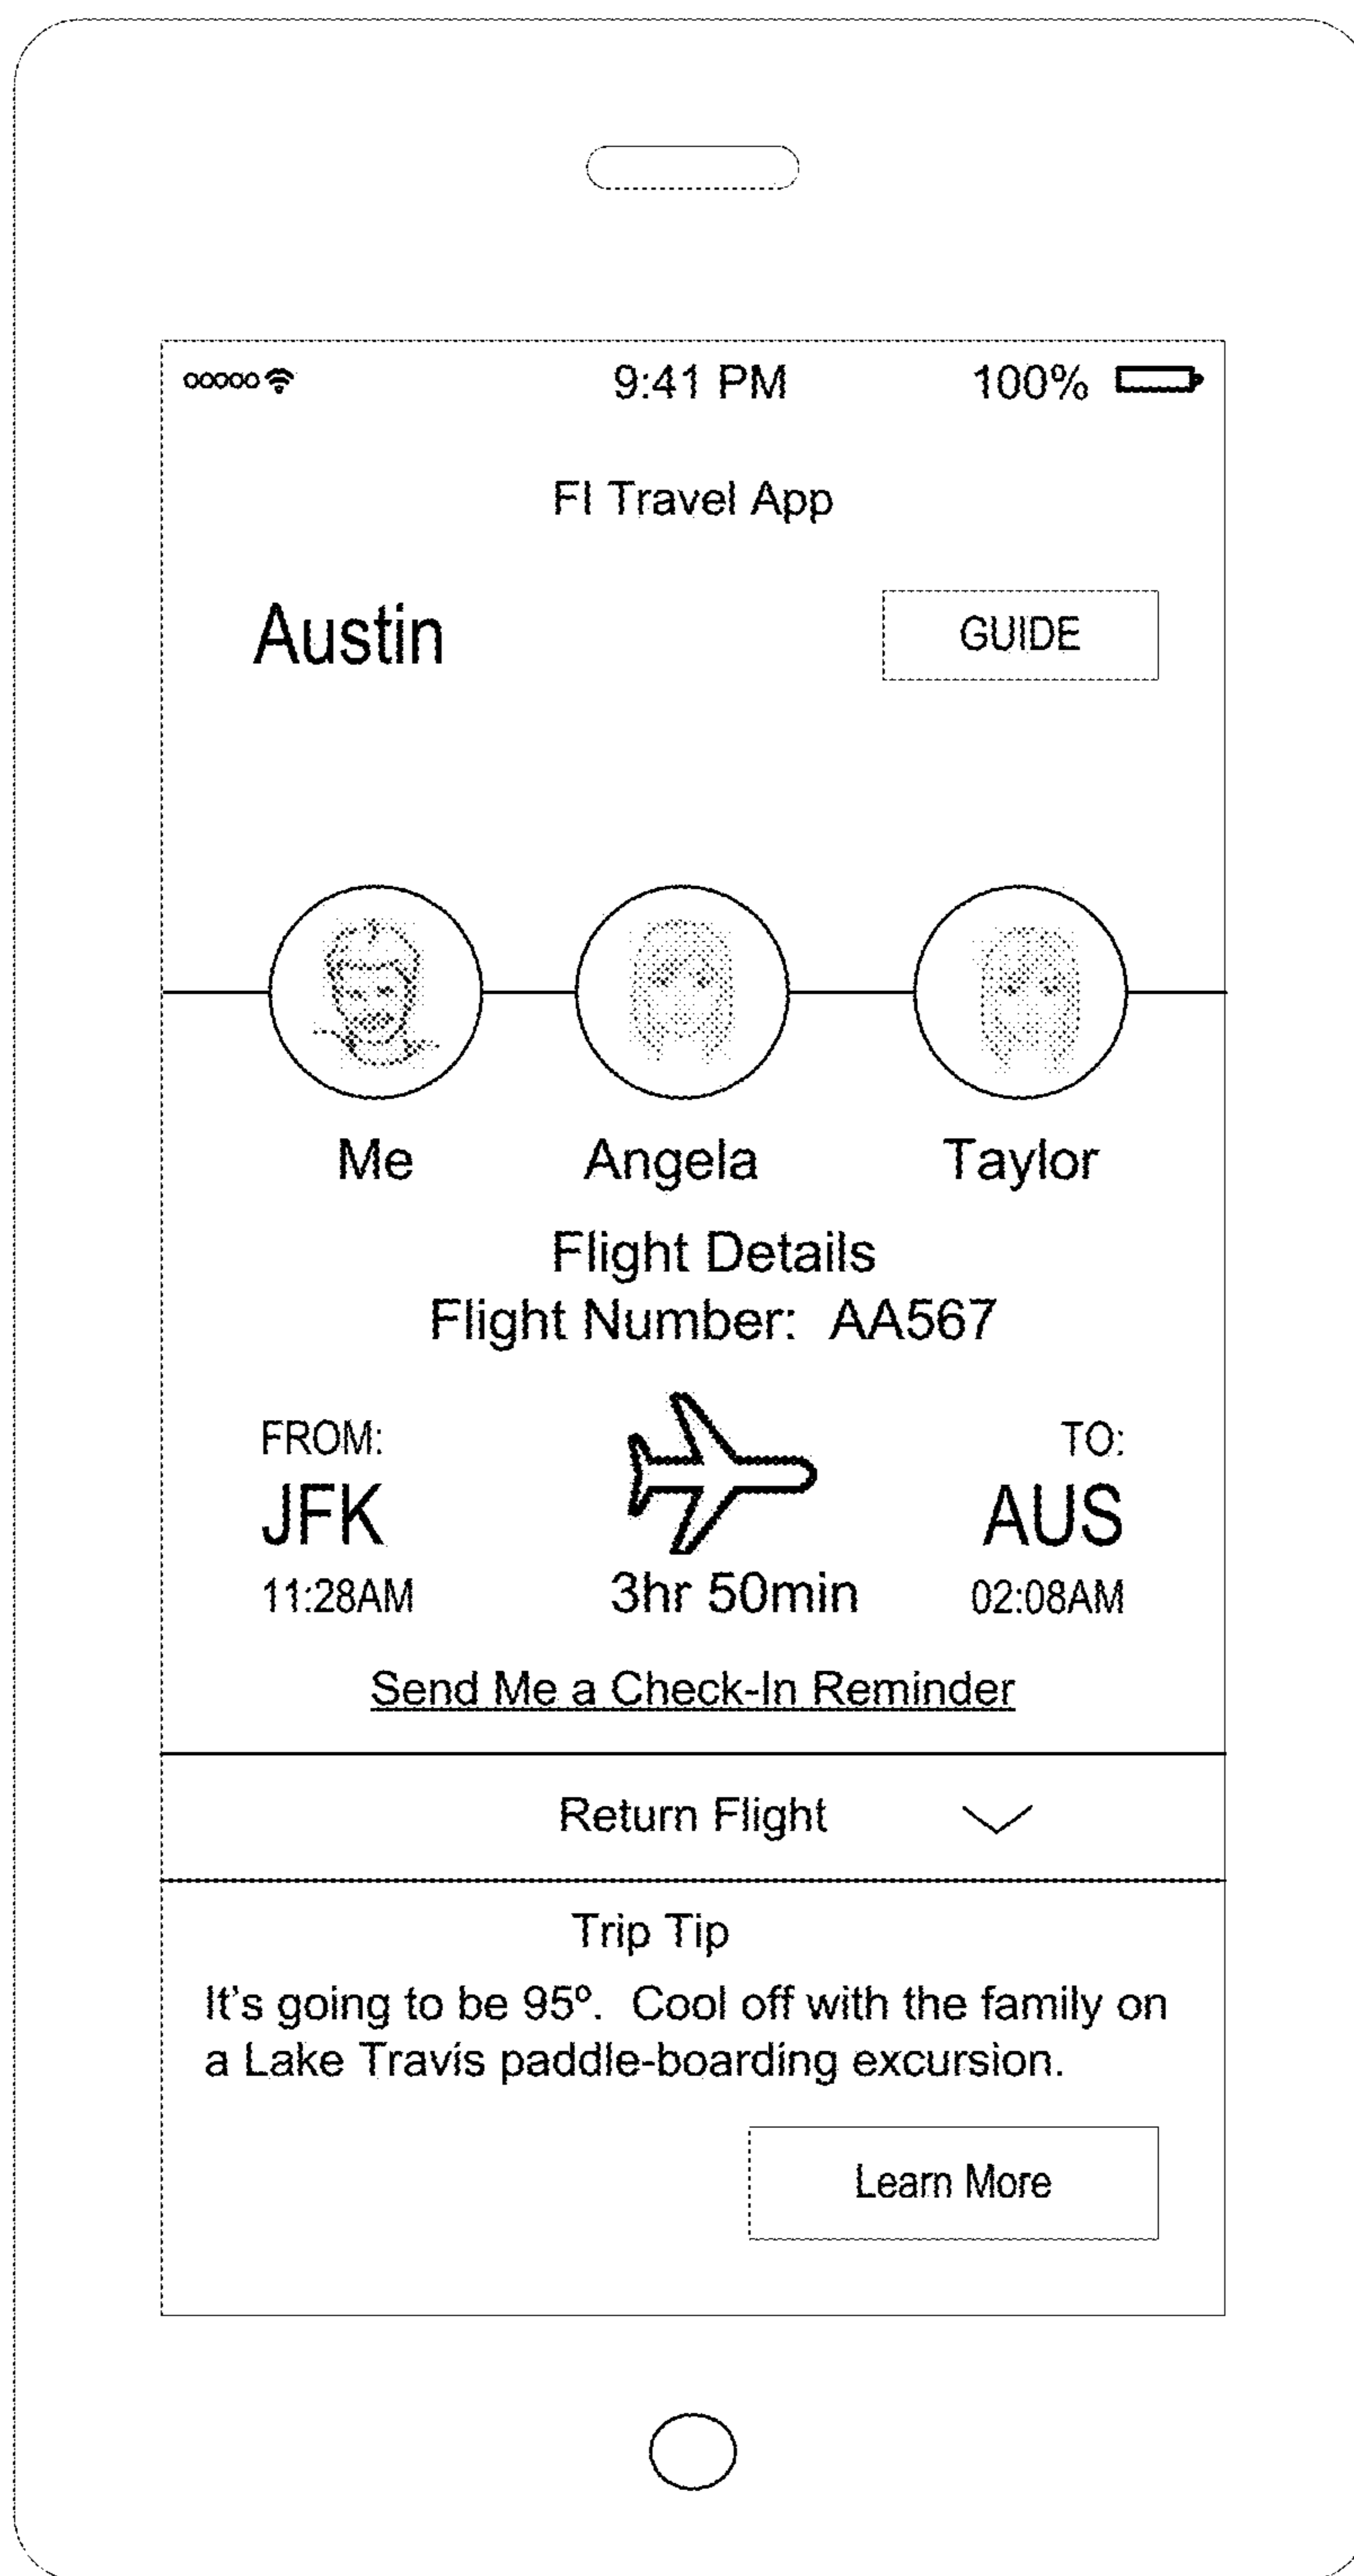 9:41 PM 100%
FI Travel App
Austin GUIDE
Me Angela Taylor
Flight Details
Flight Number: AA567
FROM: TO:
JFK AUS
11:28AM 3hr 50min 02:08AM
Send Me a Check-In Reminder
Return Flight
Trip Tip
It's going to be 95º. Cool off with the family on
a Lake Travis paddle-boarding excursion.
Learn More